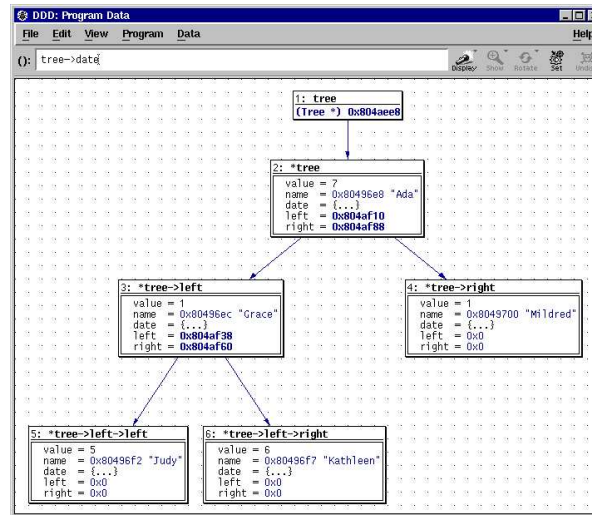 DDD: Program Data
File Edit View Program Data Help
(): tree->date
Display Show Rotate Set Undisp
1: tree
(Tree *) 0x804aee8
2: *tree
value = 7
name = 0x80496e8 "Ada"
date = {...}
left = 0x804af10
right = 0x804af88
3: *tree->left
value = 1
name = 0x80496ec "Grace"
date = {...}
left = 0x804af38
right = 0x804af60
4: *tree->right
value = 1
name = 0x8049700 "Mildred"
date = {...}
left = 0x0
right = 0x0
5: *tree->left->left
value = 5
name = 0x80496f2 "Judy"
date = {...}
left = 0x0
right = 0x0
6: *tree->left->right
value = 6
name = 0x80496f7 "Kathleen"
date = {...}
left = 0x0
right = 0x0